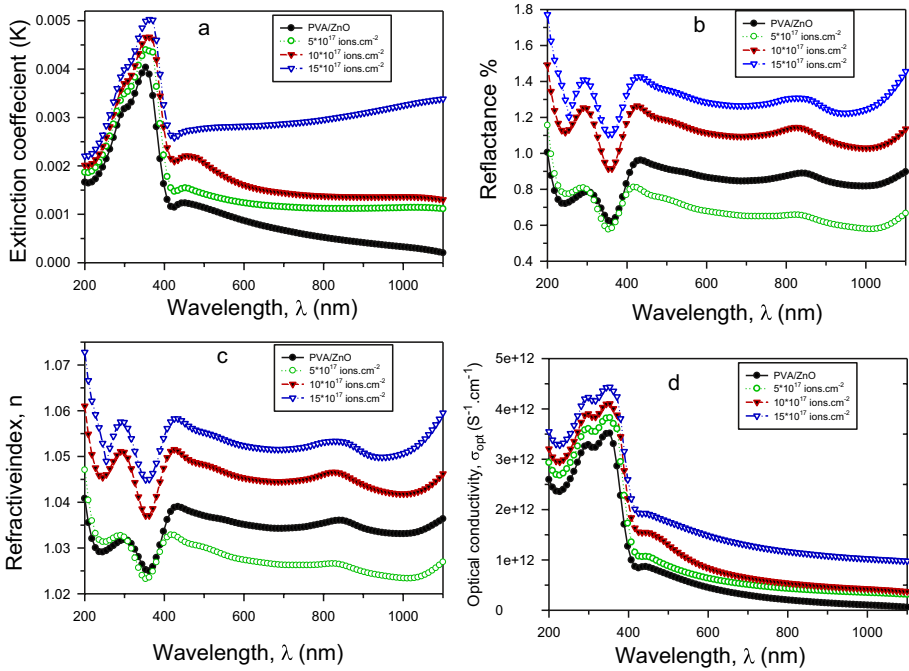 a
PVA/ZnO
5*10¹⁷ ions.cm⁻²
10*10¹⁷ ions.cm⁻²
15*10¹⁷ ions.cm⁻²
Extinction coeffecient (K)
0.005
0.004
0.003
0.002
0.001
0.000
200 400 600 800 1000
Wavelength, λ (nm)
b
PVA/ZnO
5*10¹⁷ ions.cm⁻²
10*10¹⁷ ions.cm⁻²
15*10¹⁷ ions.cm⁻²
Reflactance %
1.8
1.6
1.4
1.2
1.0
0.8
0.6
0.4
200 400 600 800 1000
Wavelength, λ (nm)
c
PVA/ZnO
5*10¹⁷ ions.cm⁻²
10*10¹⁷ ions.cm⁻²
15*10¹⁷ ions.cm⁻²
Refractiveindex, n
1.07
1.06
1.05
1.04
1.03
1.02
200 400 600 800 1000
Wavelength, λ (nm)
d
PVA/ZnO
5*10¹⁷ ions.cm⁻²
10*10¹⁷ ions.cm⁻²
15*10¹⁷ ions.cm⁻²
Optical conductivity, σopt (S⁻¹.cm⁻¹)
5e+12
4e+12
3e+12
2e+12
1e+12
0
200 400 600 800 1000
Wavelength, λ (nm)